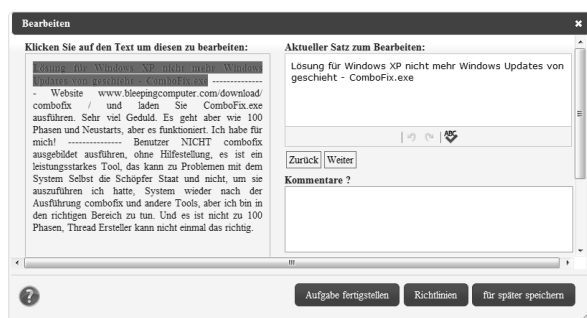 Bearbeiten
Klicken Sie auf den Text um diesen zu bearbeiten:
Lösung für Windows XP nicht mehr Windows
Updates von geschieht - ComboFix.exe --------------
- Website www.bleepingcomputer.com/download/
combofix / und laden Sie ComboFix.exe
ausführen. Sehr viel Geduld. Es geht aber wie 100
Phasen und Neustarts, aber es funktioniert. Ich habe für
mich! --------------- Benutzer NICHT combofix
ausgebildet ausführen, ohne Hilfestellung, es ist ein
leistungsstarkes Tool, das kann zu Problemen mit dem
System Selbst die Schöpfer Staat und nicht, um sie
auszuführen ich hatte, System wieder nach der
Ausführung combofix und andere Tools, aber ich bin in
den richtigen Bereich zu tun. Und es ist nicht zu 100
Phasen, Thread Ersteller kann nicht einmal das richtig.
Aktueller Satz zum Bearbeiten:
Lösung für Windows XP nicht mehr Windows Updates von
geschieht - ComboFix.exe
ABC
Zurück Weiter
Kommentare ?
? Aufgabe fertigstellen Richtlinien für später speichern